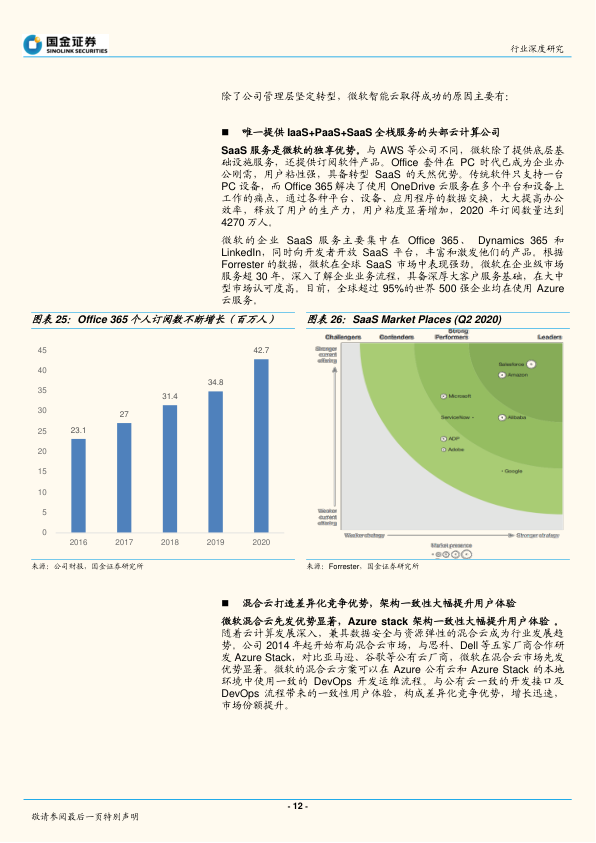 国金证券
SINOLINK SECURITIES
行业深度研究
除了公司管理层坚定转型，微软智能云取得成功的原因主要有：
■ 唯一提供 IaaS+PaaS+SaaS 全栈服务的头部云计算公司
SaaS 服务是微软的独享优势。与 AWS 等公司不同，微软除了提供底层基
础设施服务，还提供订阅软件产品。Office 套件在 PC 时代已成为企业办
公刚需，用户粘性强，具备转型 SaaS 的天然优势。传统软件只支持一台
PC 设备，而 Office 365 解决了使用 OneDrive 云服务在多个平台和设备上
工作的痛点，通过各种平台、设备、应用程序的数据交换，大大提高办公
效率，释放了用户的生产力，用户粘度显著增加，2020 年订阅数量达到
4270 万人。
微软的企业 SaaS 服务主要集中在 Office 365、 Dynamics 365 和
LinkedIn，同时向开发者开放 SaaS 平台，丰富和激发他们的产品。根据
Forrester 的数据，微软在全球 SaaS 市场中表现强劲。微软在企业级市场
服务超 30 年，深入了解企业业务流程，具备深厚大客户服务基础，在大中
型市场认可度高。目前，全球超过 95%的世界 500 强企业均在使用 Azure
云服务。
图表 25：Office 365 个人订阅数不断增长（百万人）
45
40
35
30
25
20
15
10
5
0
23.1
27
31.4
34.8
42.7
2016
2017
2018
2019
2020
来源：公司财报，国金证券研究所
图表 26：SaaS Market Places (Q2 2020)
Challengers
Contenders
Strong
Performers
Leaders
Stronger
current
offering
Salesforce
Amazon
Microsoft
ServiceNow
Alibaba
ADP
Adobe
Google
Weaker
current
offering
Weaker strategy
Stronger strategy
Market presence
来源：Forrester，国金证券研究所
■ 混合云打造差异化竞争优势，架构一致性大幅提升用户体验
微软混合云先发优势显著，Azure stack 架构一致性大幅提升用户体验 。
随着云计算发展深入，兼具数据安全与资源弹性的混合云成为行业发展趋
势。公司 2014 年起开始布局混合云市场，与思科、Dell 等五家厂商合作研
发 Azure Stack，对比亚马逊、谷歌等公有云厂商，微软在混合云市场先发
优势显著。微软的混合云方案可以在 Azure 公有云和 Azure Stack 的本地
环境中使用一致的 DevOps 开发运维流程。与公有云一致的开发接口及
DevOps 流程带来的一致性用户体验，构成差异化竞争优势，增长迅速，
市场份额提升。
- 12 -
敬请参阅最后一页特别声明